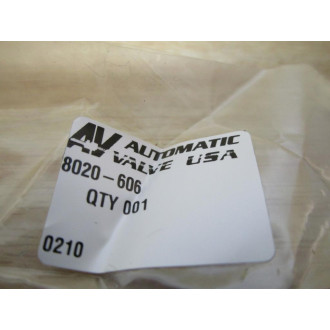 AV AUTOMATIC
VALVE USA
8020-606
QTY 001
0210